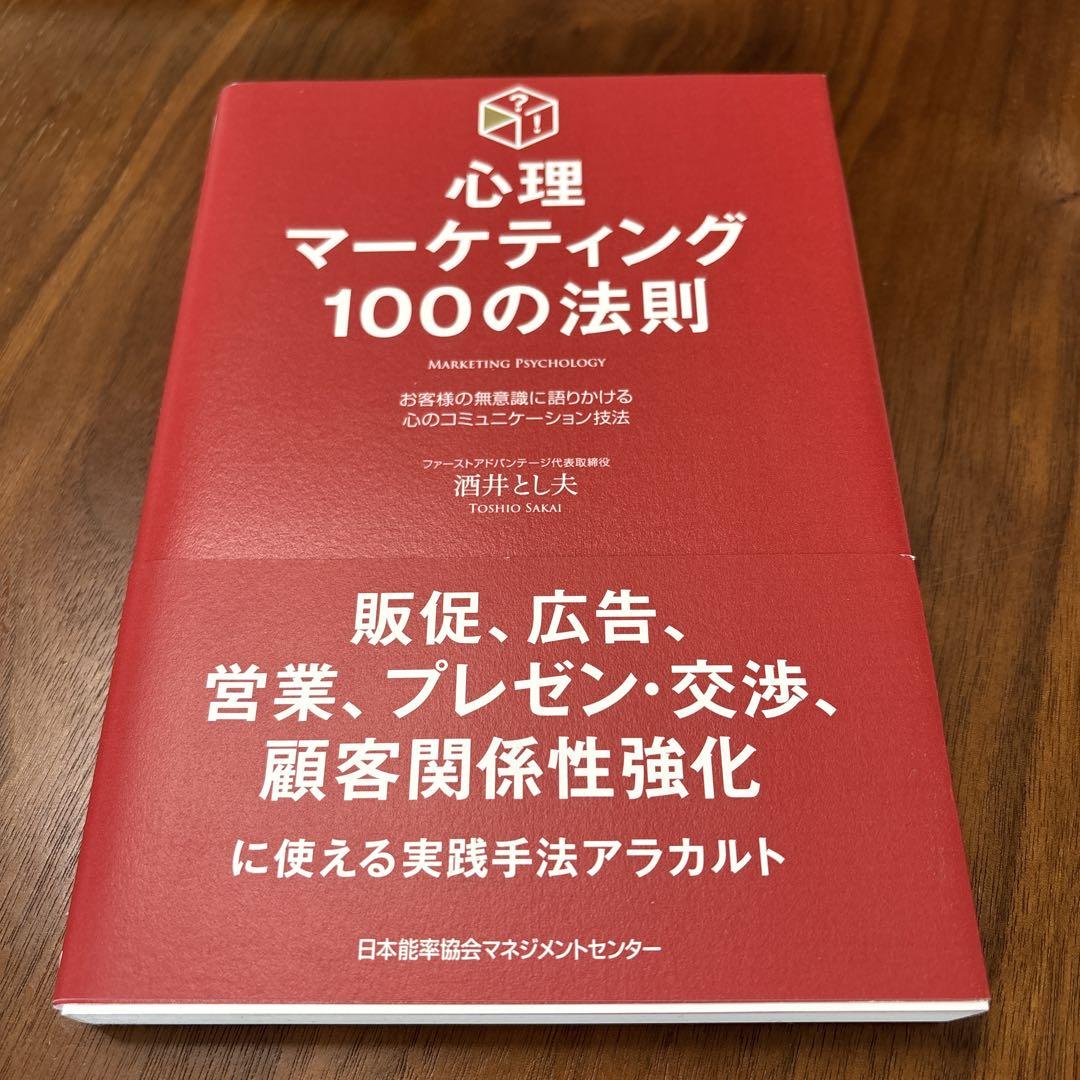 ?
!
心理
マーケティング
100の法則
MARKETING PSYCHOLOGY
お客様の無意識に語りかける
心のコミュニケーション技法
ファーストアドバンテージ代表取締役
酒井とし夫
TOSHIO SAKAI
販促、広告、
営業、プレゼン・交渉、
顧客関係性強化
に使える実践手法アラカルト
日本能率協会マネジメントセンター